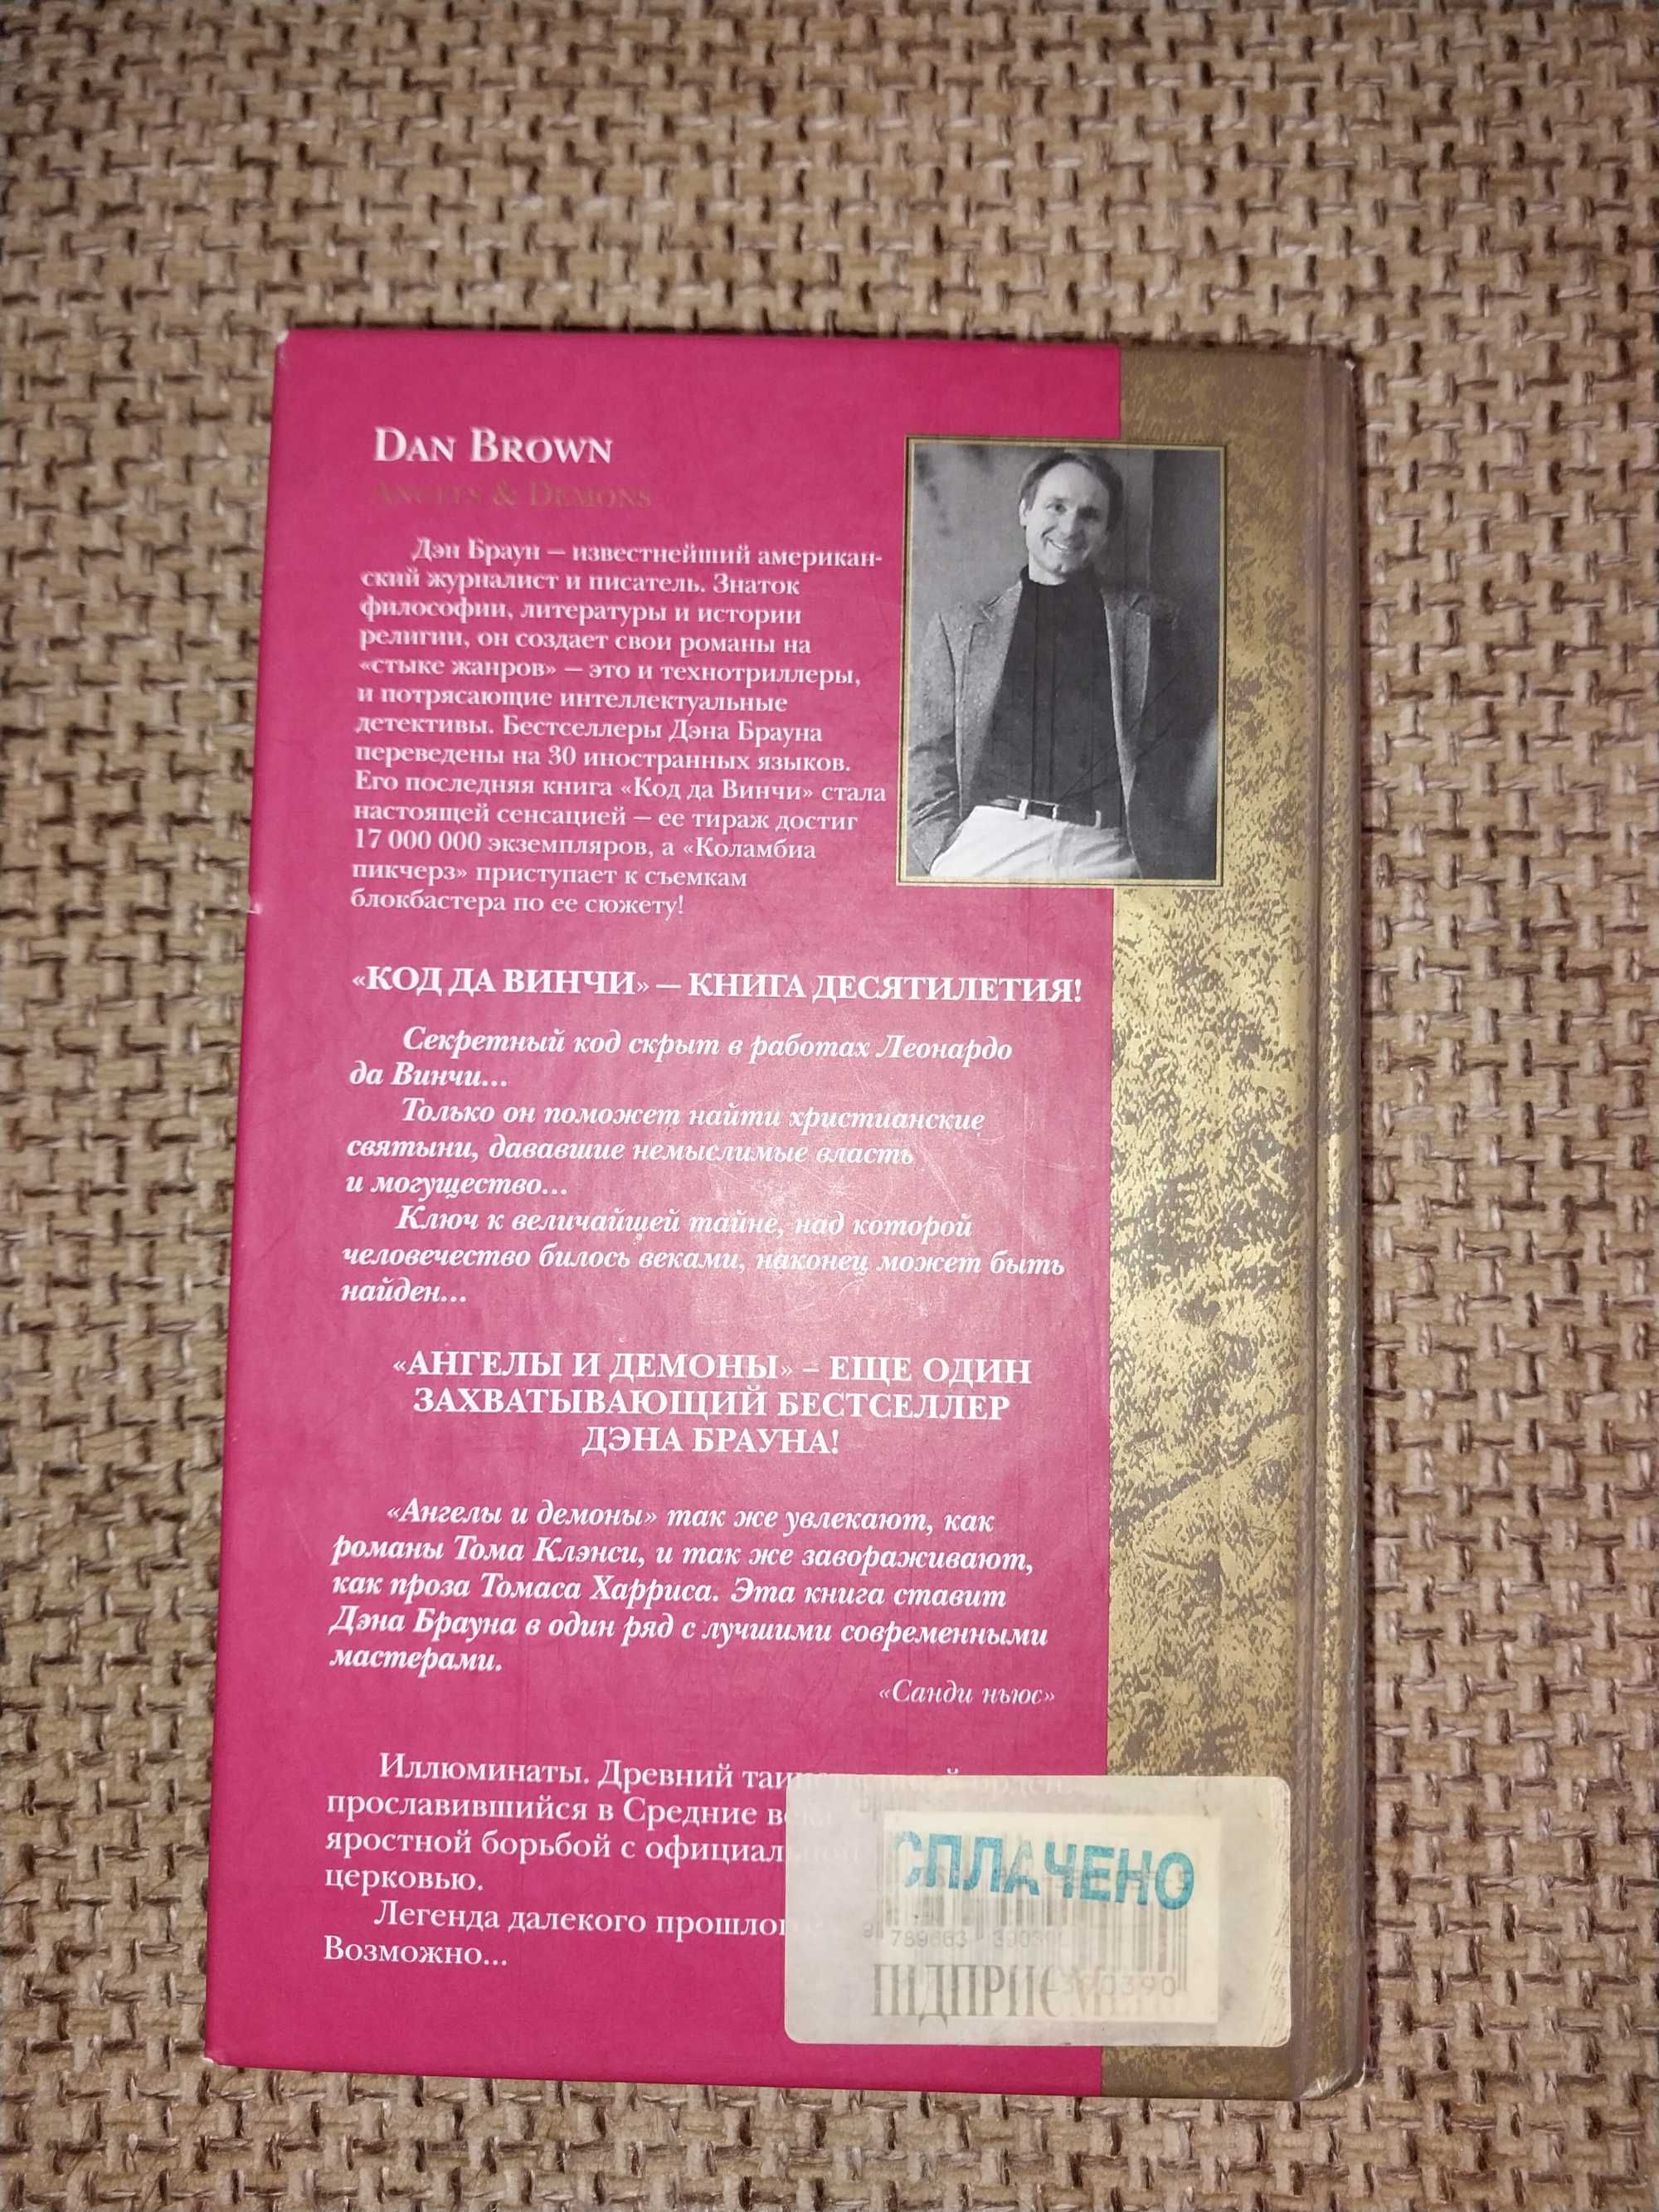 DAN BROWN
ANGELS & DEMONS
Дэн Браун – известнейший американ-
ский журналист и писатель. Знаток
философии, литературы и истории
религии, он создает свои романы на
«стыке жанров» – это и технотриллеры,
и потрясающие интеллектуальные
детективы. Бестселлеры Дэна Брауна
переведены на 30 иностранных языков.
Его последняя книга «Код да Винчи» стала
настоящей сенсацией – ее тираж достиг
17 000 000 экземпляров, а «Коламбиа
пикчерз» приступает к съемкам
блокбастера по ее сюжету!
«КОД ДА ВИНЧИ» – КНИГА ДЕСЯТИЛЕТИЯ!
Секретный код скрыт в работах Леонардо
да Винчи...
Только он поможет найти христианские
святыни, дававшие немыслимые власть
и могущество...
Ключ к величайшей тайне, над которой
человечество билось веками, наконец может быть
найден...
«АНГЕЛЫ И ДЕМОНЫ» – ЕЩЕ ОДИН
ЗАХВАТЫВАЮЩИЙ БЕСТСЕЛЛЕР
ДЭНА БРАУНА!
«Ангелы и демоны» так же увлекают, как
романы Тома Клэнси, и так же завораживают,
как проза Томаса Харриса. Эта книга ставит
Дэна Брауна в один ряд с лучшими современными
мастерами.
«Санди ньюс»
Иллюминаты. Древний таинственный орден,
прославившийся в Средние века
яростной борьбой с официальной
церковью.
Легенда далекого прошлого?
Возможно...
СПЛАЧЕНО